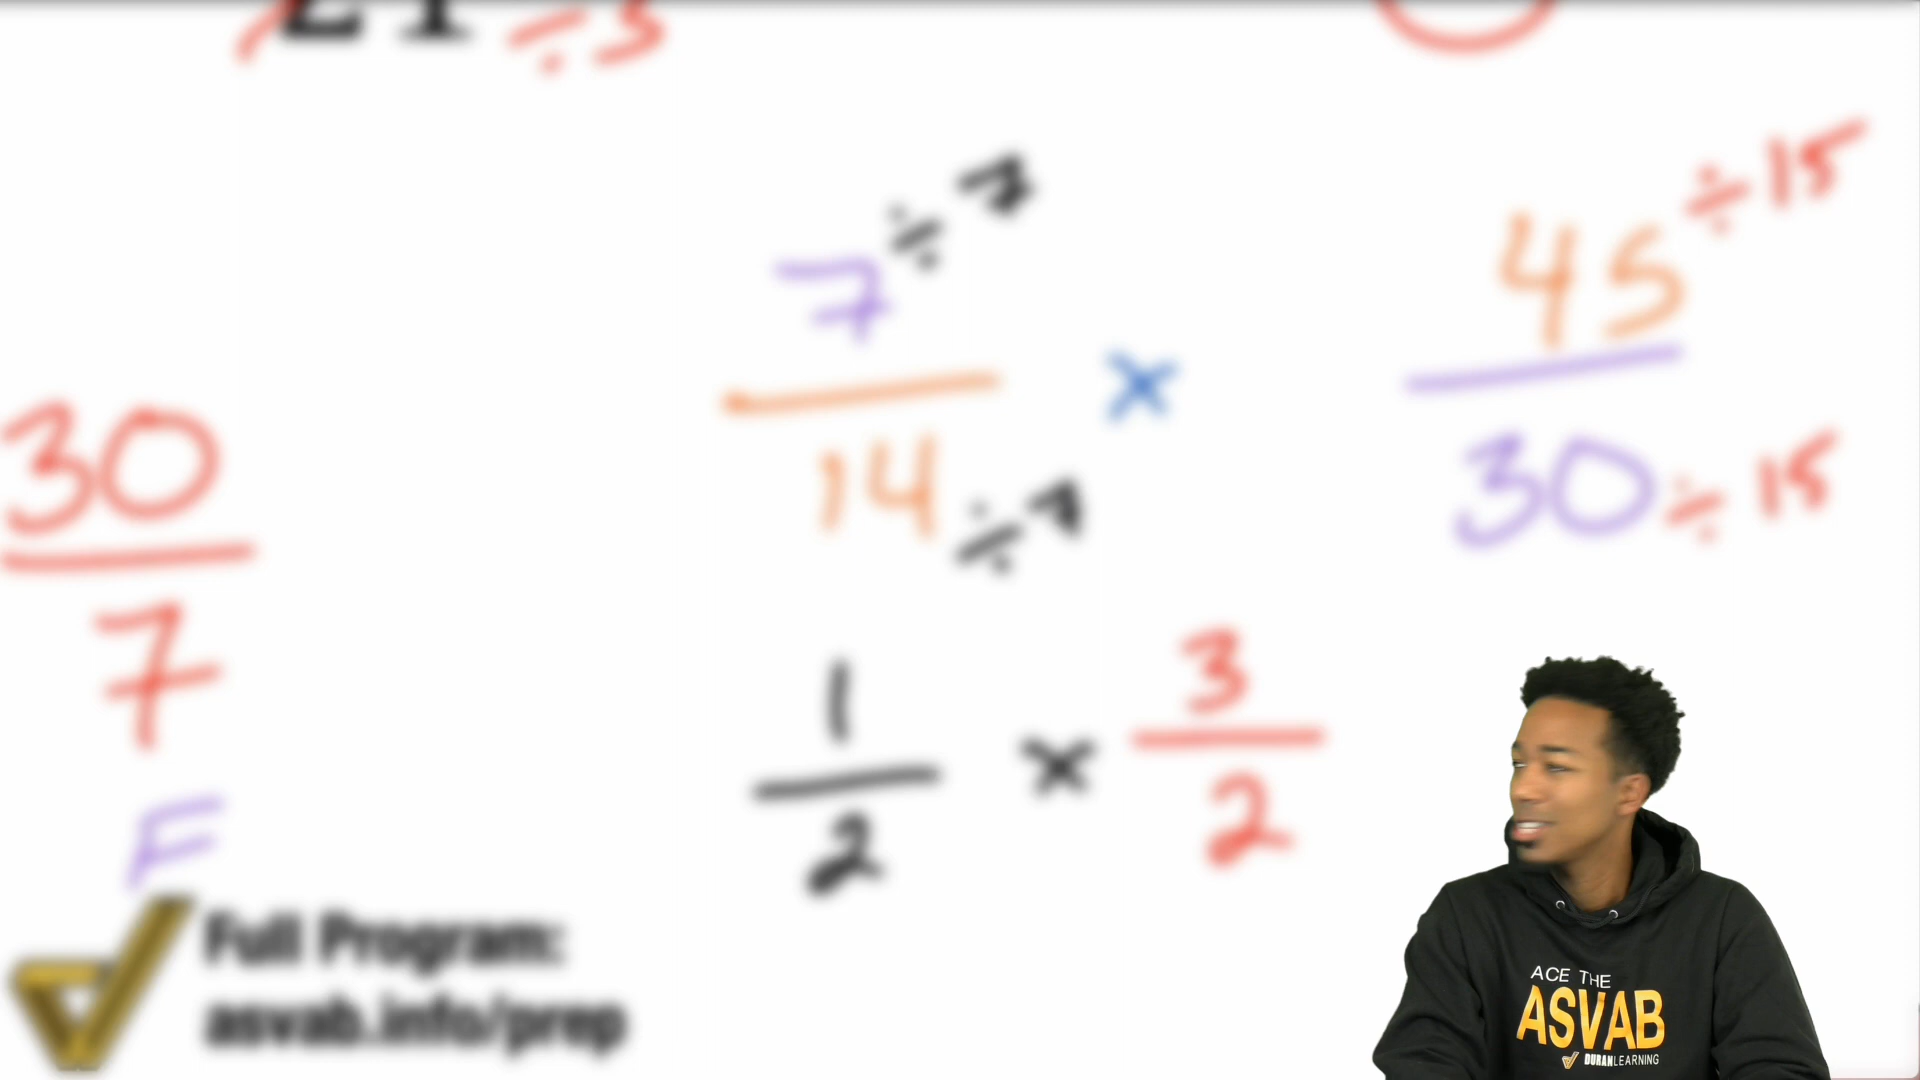 ÷3
7 ÷ 7
14 ÷ 7
×
45 ÷ 15
30 ÷ 15
30
7
1
2
×
3
2
F
Full Program:
asvab.info/prep
ACE THE
ASVAB
DURANLEARNING